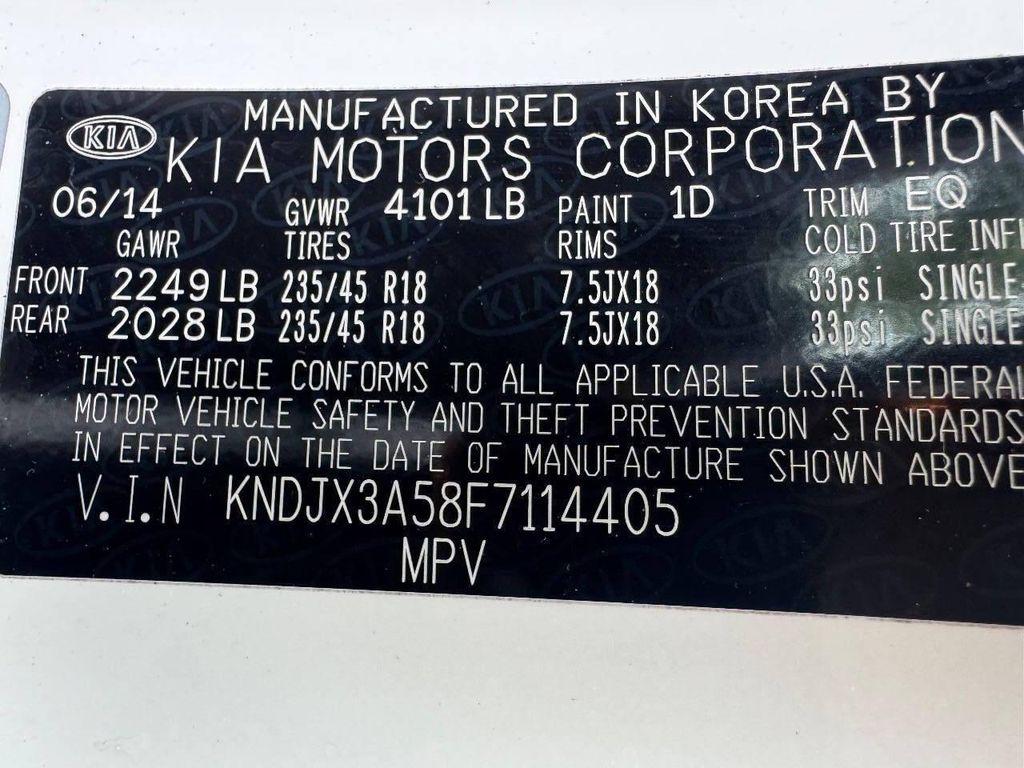 MANUFACTURED IN KOREA BY
KIA KIA MOTORS CORPORATION
06/14 GVWR 4101 LB PAINT 1D TRIM EQ
GAWR TIRES RIMS COLD TIRE INFL
FRONT 2249 LB 235/45 R18 7.5JX18 33psi SINGLE
REAR 2028 LB 235/45 R18 7.5JX18 33psi SINGLE
THIS VEHICLE CONFORMS TO ALL APPLICABLE U.S.A. FEDERAL
MOTOR VEHICLE SAFETY AND THEFT PREVENTION STANDARDS
IN EFFECT ON THE DATE OF MANUFACTURE SHOWN ABOVE
V.I.N KNDJX3A58F7114405
MPV